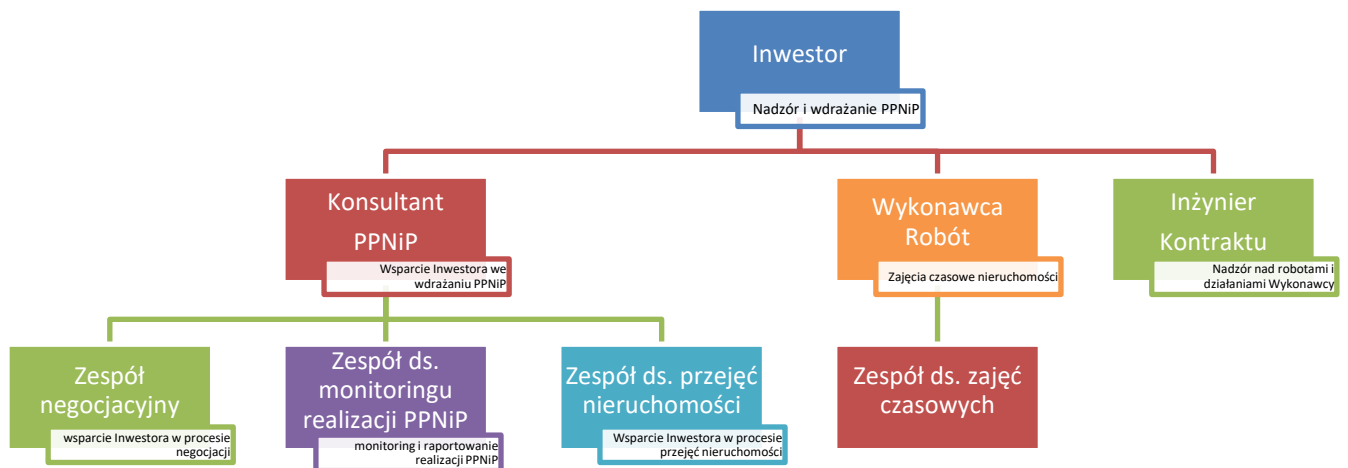 Inwestor
Nadzór i wdrażanie PPNiP
Konsultant
PPNiP
Wsparcie Inwestora we
wdrażaniu PPNiP
Wykonawca
Robót
Zajęcia czasowe nieruchomości
Inżynier
Kontraktu
Nadzór nad robotami i
działaniami Wykonawcy
Zespół
negocjacyjny
wsparcie Inwestora w procesie
negocjacji
Zespół ds.
monitoringu
realizacji PPNiP
monitoring i raportowanie
realizacji PPNiP
Zespół ds. przejęć
nieruchomości
Wsparcie Inwestora w procesie
przejęć nieruchomości
Zespół ds. zajęć
czasowych